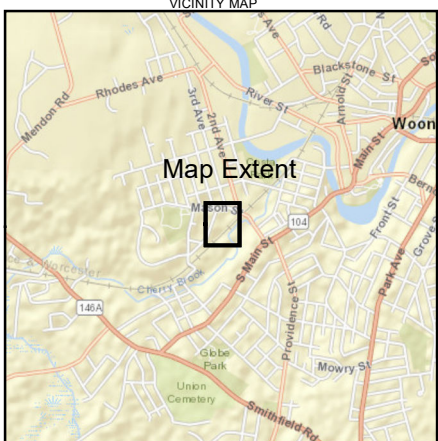 VICINITY MAP
Rhodes Ave
Mendon Rd
Blackstone St
River St
Arnold St
3rd Ave
2nd Ave
Main St
Woon
Map Extent
Mason St
104
Front St
Grove
Park Ave
S Main St
Worcester
Cherry Brook
146A
Providence St
Globe
Park
Mowry St
Union
Cemetery
Smithfield Rd